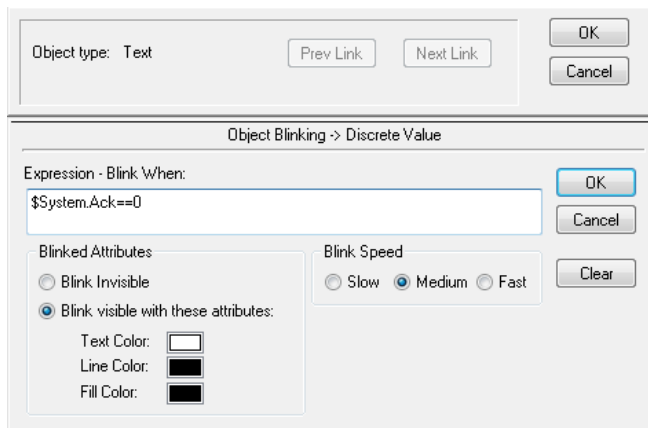 Object type: Text
Prev Link
Next Link
OK
Cancel
Object Blinking -> Discrete Value
Expression - Blink When:
$System.Ack==0
OK
Cancel
Clear
Blinked Attributes
Blink Invisible
Blink visible with these attributes:
Text Color:
Line Color:
Fill Color:
Blink Speed
Slow Medium Fast